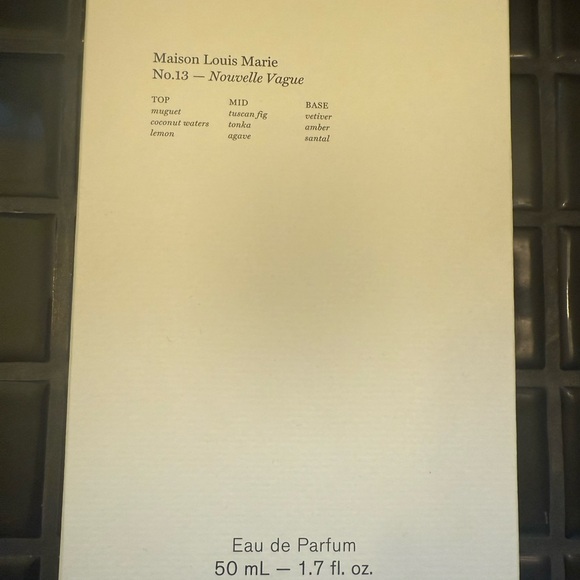 Maison Louis Marie
No.13 — Nouvelle Vague
TOP MID BASE
muguet tuscan fig vetiver
coconut waters tonka amber
lemon agave santal
Eau de Parfum
50 mL — 1.7 fl. oz.